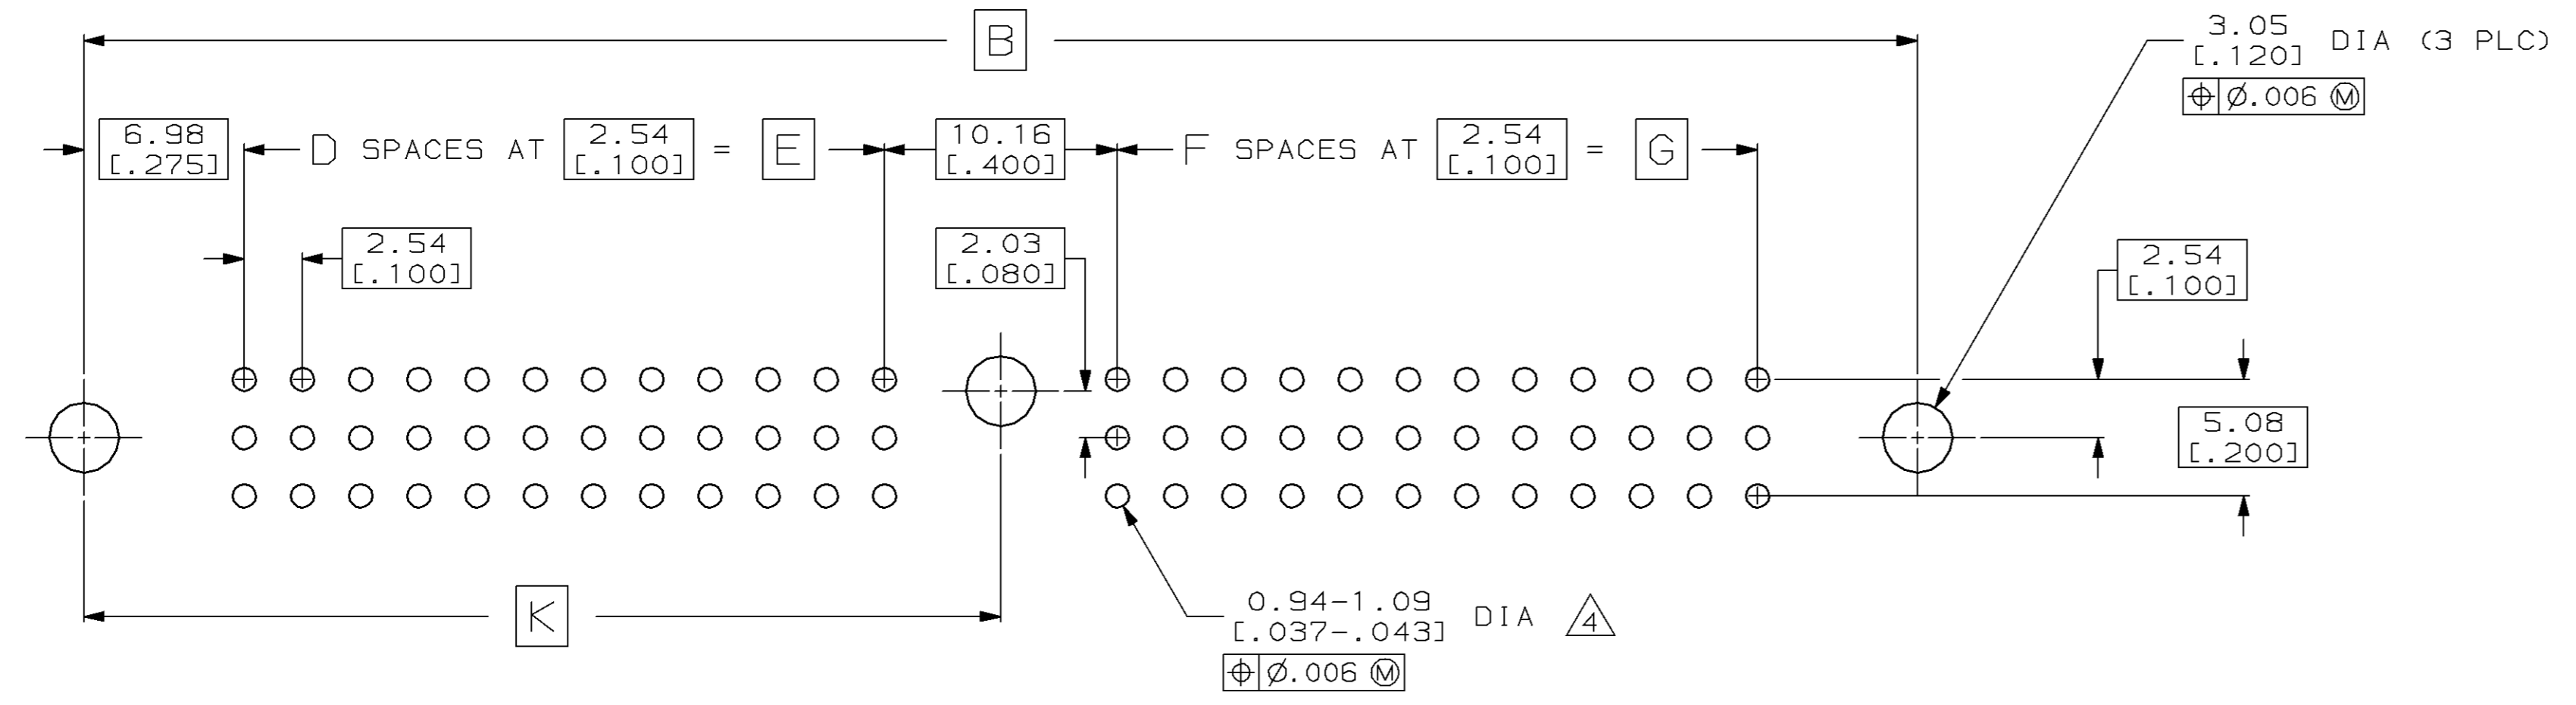 B
3.05 DIA (3 PLC)
[.120]
⌖ Ø.006 Ⓜ
6.98
[.275]
D SPACES AT 2.54 = E
[.100]
10.16
[.400]
F SPACES AT 2.54 = G
[.100]
2.54
[.100]
2.03
[.080]
2.54
[.100]
5.08
[.200]
K
0.94-1.09 DIA 4
[.037-.043]
⌖ Ø.006 Ⓜ